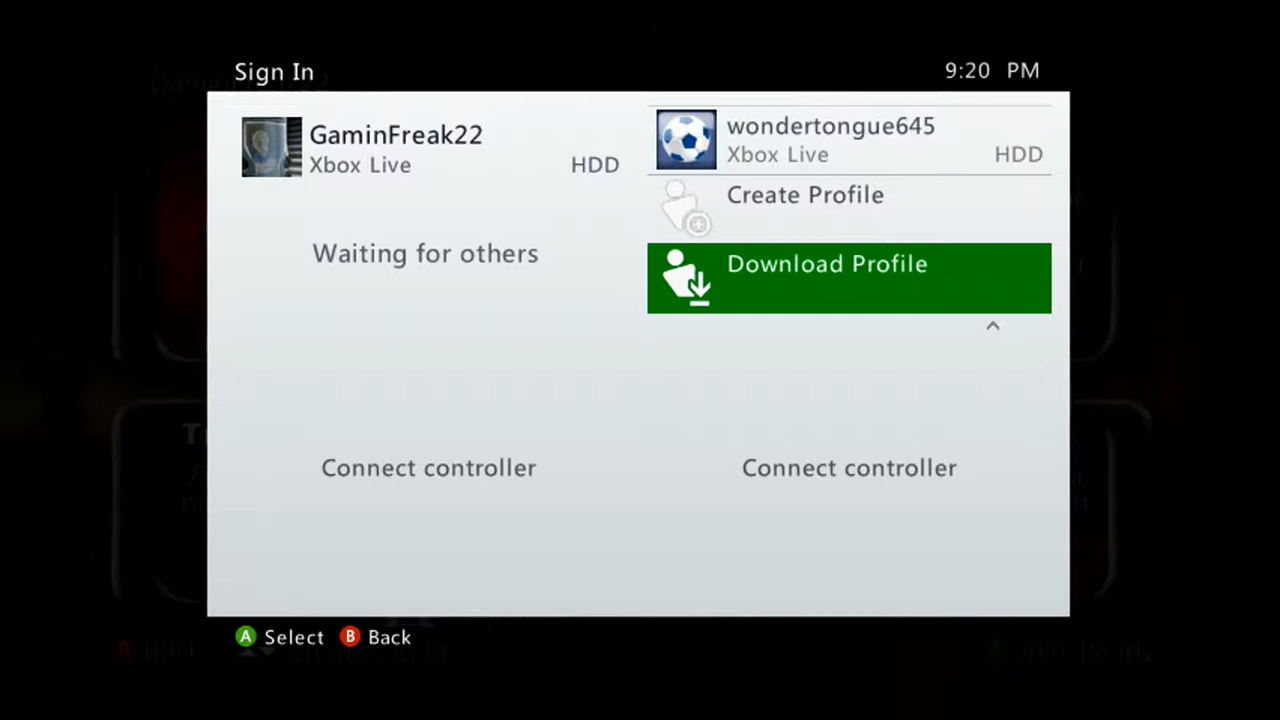 Sign In
9:20 PM
GaminFreak22
Xbox Live
HDD
Waiting for others
wondertongue645
Xbox Live
HDD
Create Profile
Download Profile
Connect controller
Connect controller
A Select B Back